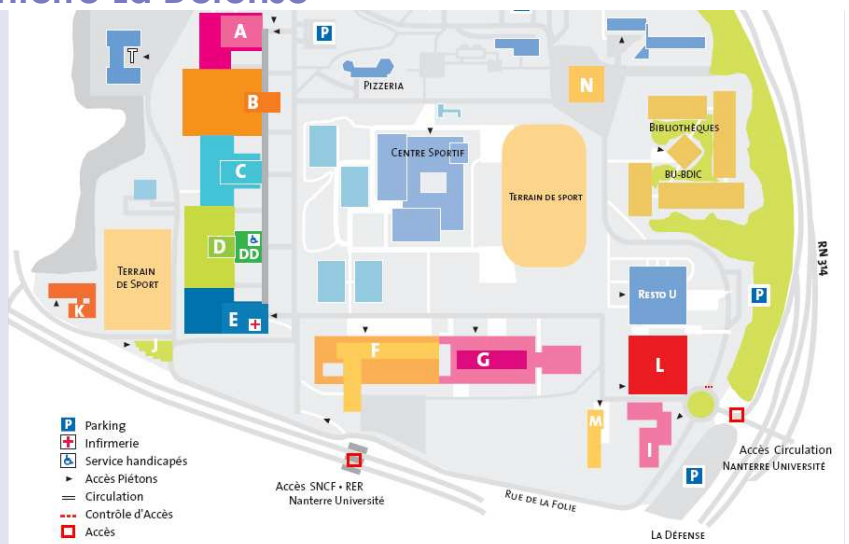 A
P
T
B
PIZZERIA
N
BIBLIOTHÈQUES
BU-BDIC
CENTRE SPORTIF
TERRAIN DE SPORT
C
D
DD
TERRAIN
DE SPORT
K
J
E
RESTO U
P
RN 314
F
G
L
M
I
P
Accès Circulation
NANTERRE UNIVERSITÉ
Accès SNCF • RER
Nanterre Université
RUE DE LA FOLIE
LA DÉFENSE
P Parking
Infirmerie
Service handicapés
Accès Piétons
Circulation
Contrôle d'Accès
Accès